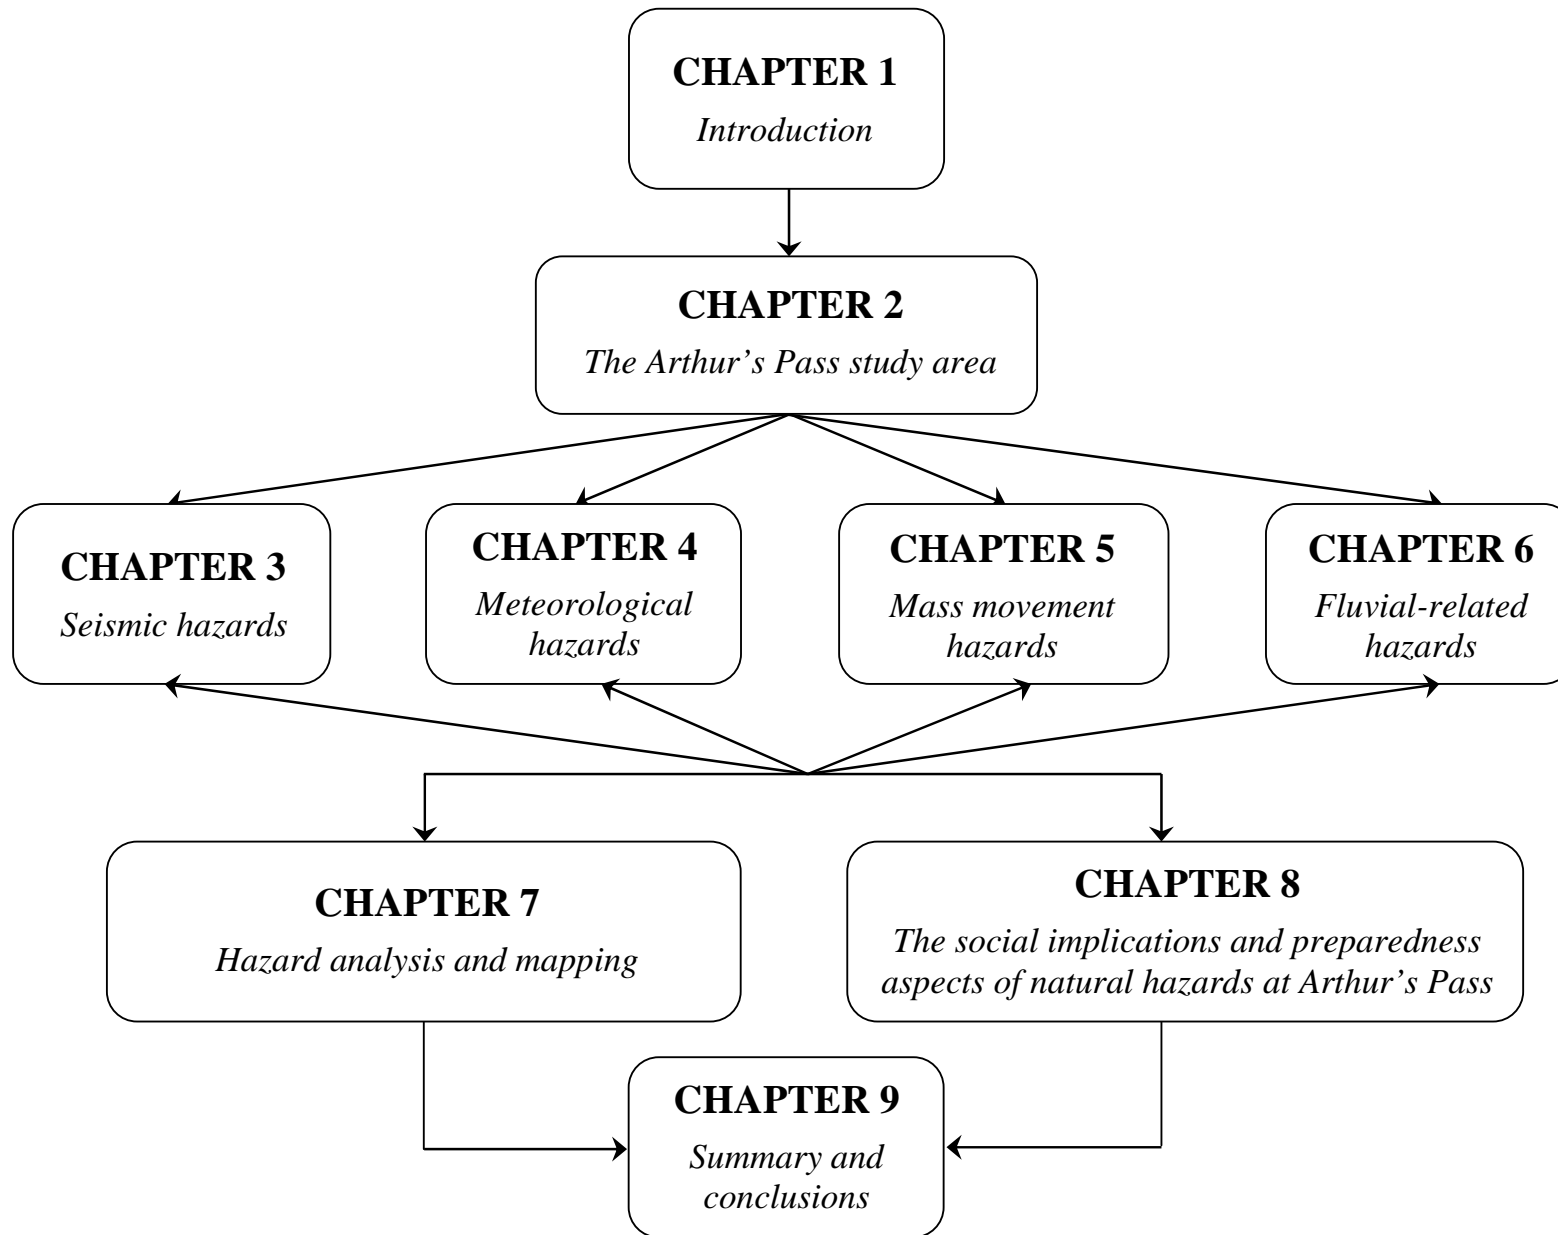 CHAPTER 1
Introduction
CHAPTER 2
The Arthur’s Pass study area
CHAPTER 3
Seismic hazards
CHAPTER 4
Meteorological
hazards
CHAPTER 5
Mass movement
hazards
CHAPTER 6
Fluvial-related
hazards
CHAPTER 7
Hazard analysis and mapping
CHAPTER 8
The social implications and preparedness
aspects of natural hazards at Arthur’s Pass
CHAPTER 9
Summary and
conclusions